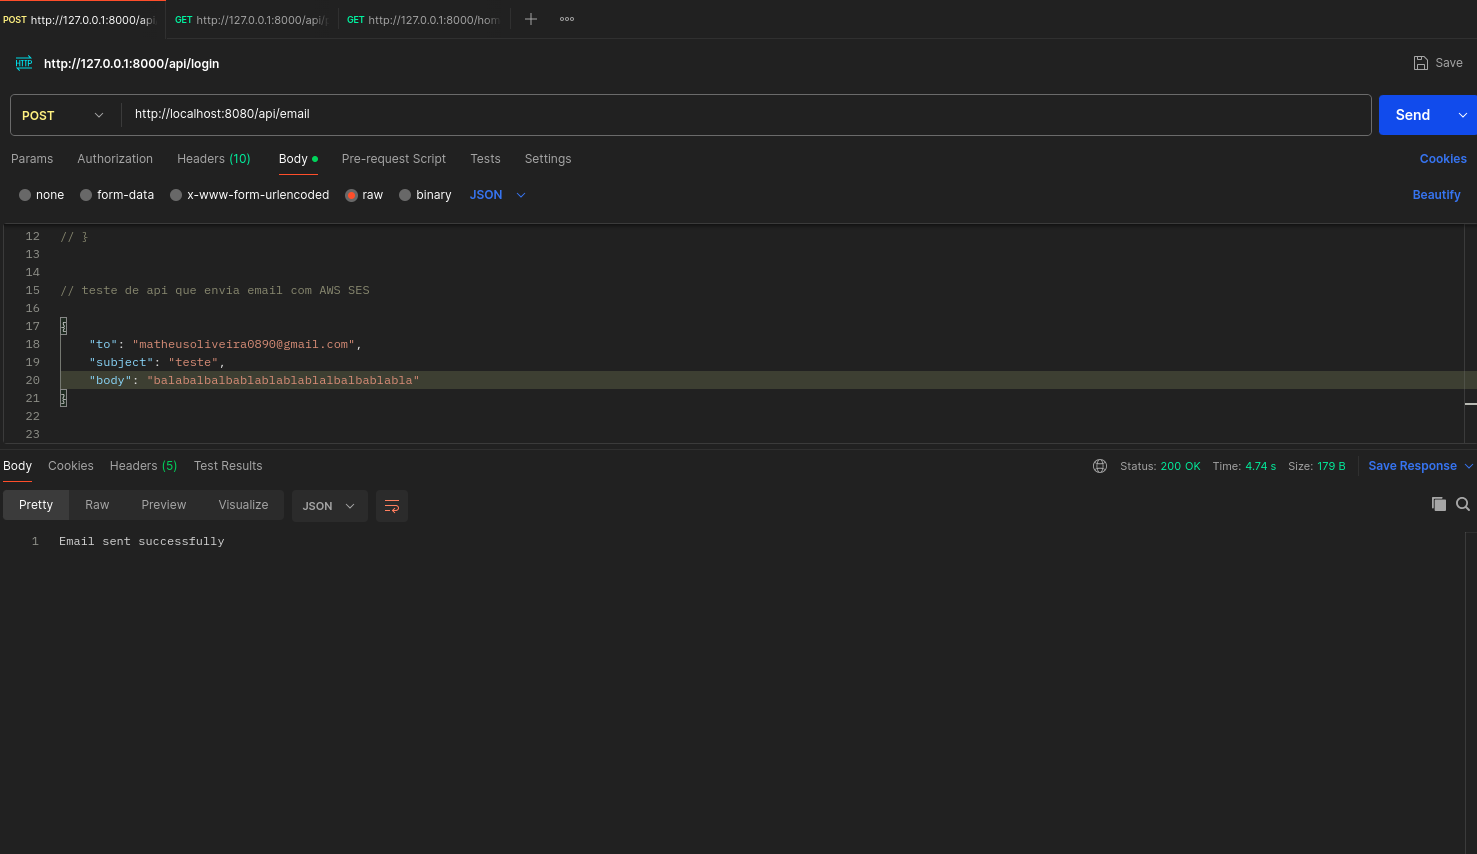 POST http://127.0.0.1:8000/api. GET http://127.0.0.1:8000/api/ GET http://127.0.0.1:8000/hom
HTTP http://127.0.0.1:8000/api/login Save
POST http://localhost:8080/api/email Send
Params Authorization Headers (10) Body Pre-request Script Tests Settings Cookies
none form-data x-www-form-urlencoded raw binary JSON Beautify
12 // }
13
14
15 // teste de api que envia email com AWS SES
16
17 {
18 "to": "matheusoliveira0890@gmail.com",
19 "subject": "teste",
20 "body": "balabalbalbablablablablalbalbablabla"
21 }
22
23
Body Cookies Headers (5) Test Results Status: 200 OK Time: 4.74 s Size: 179 B Save Response
Pretty Raw Preview Visualize JSON
1 Email sent successfully